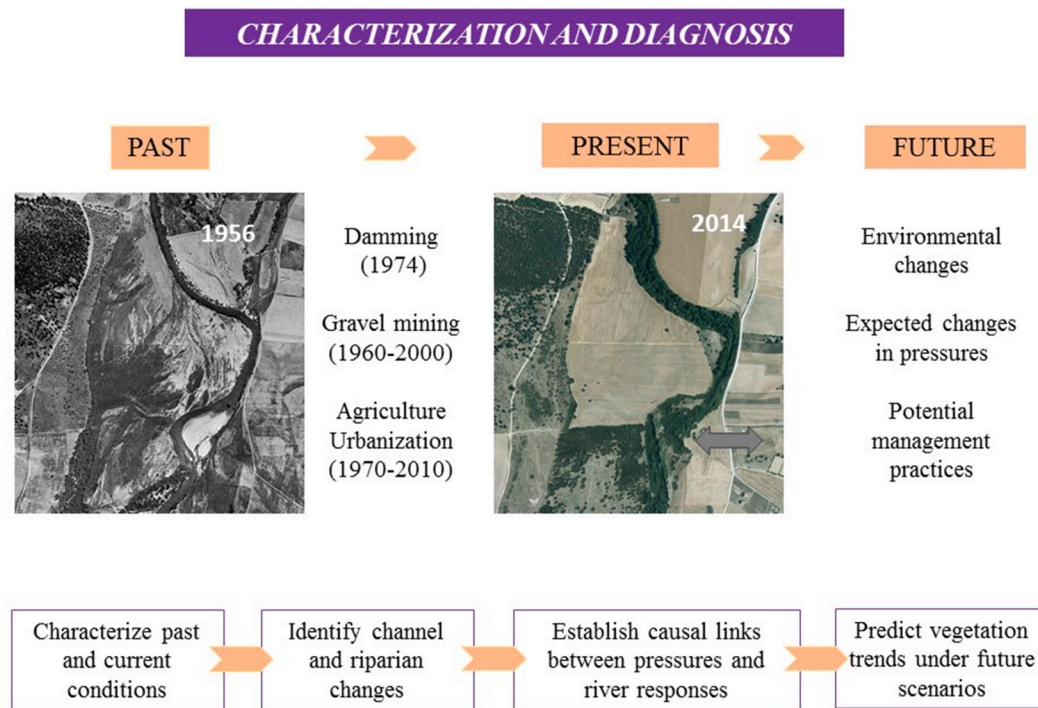 CHARACTERIZATION AND DIAGNOSIS
PAST
PRESENT
FUTURE
1956
Damming
(1974)
Gravel mining
(1960-2000)
Agriculture
Urbanization
(1970-2010)
2014
Environmental
changes
Expected changes
in pressures
Potential
management
practices
Characterize past
and current
conditions
Identify channel
and riparian
changes
Establish causal links
between pressures and
river responses
Predict vegetation
trends under future
scenarios